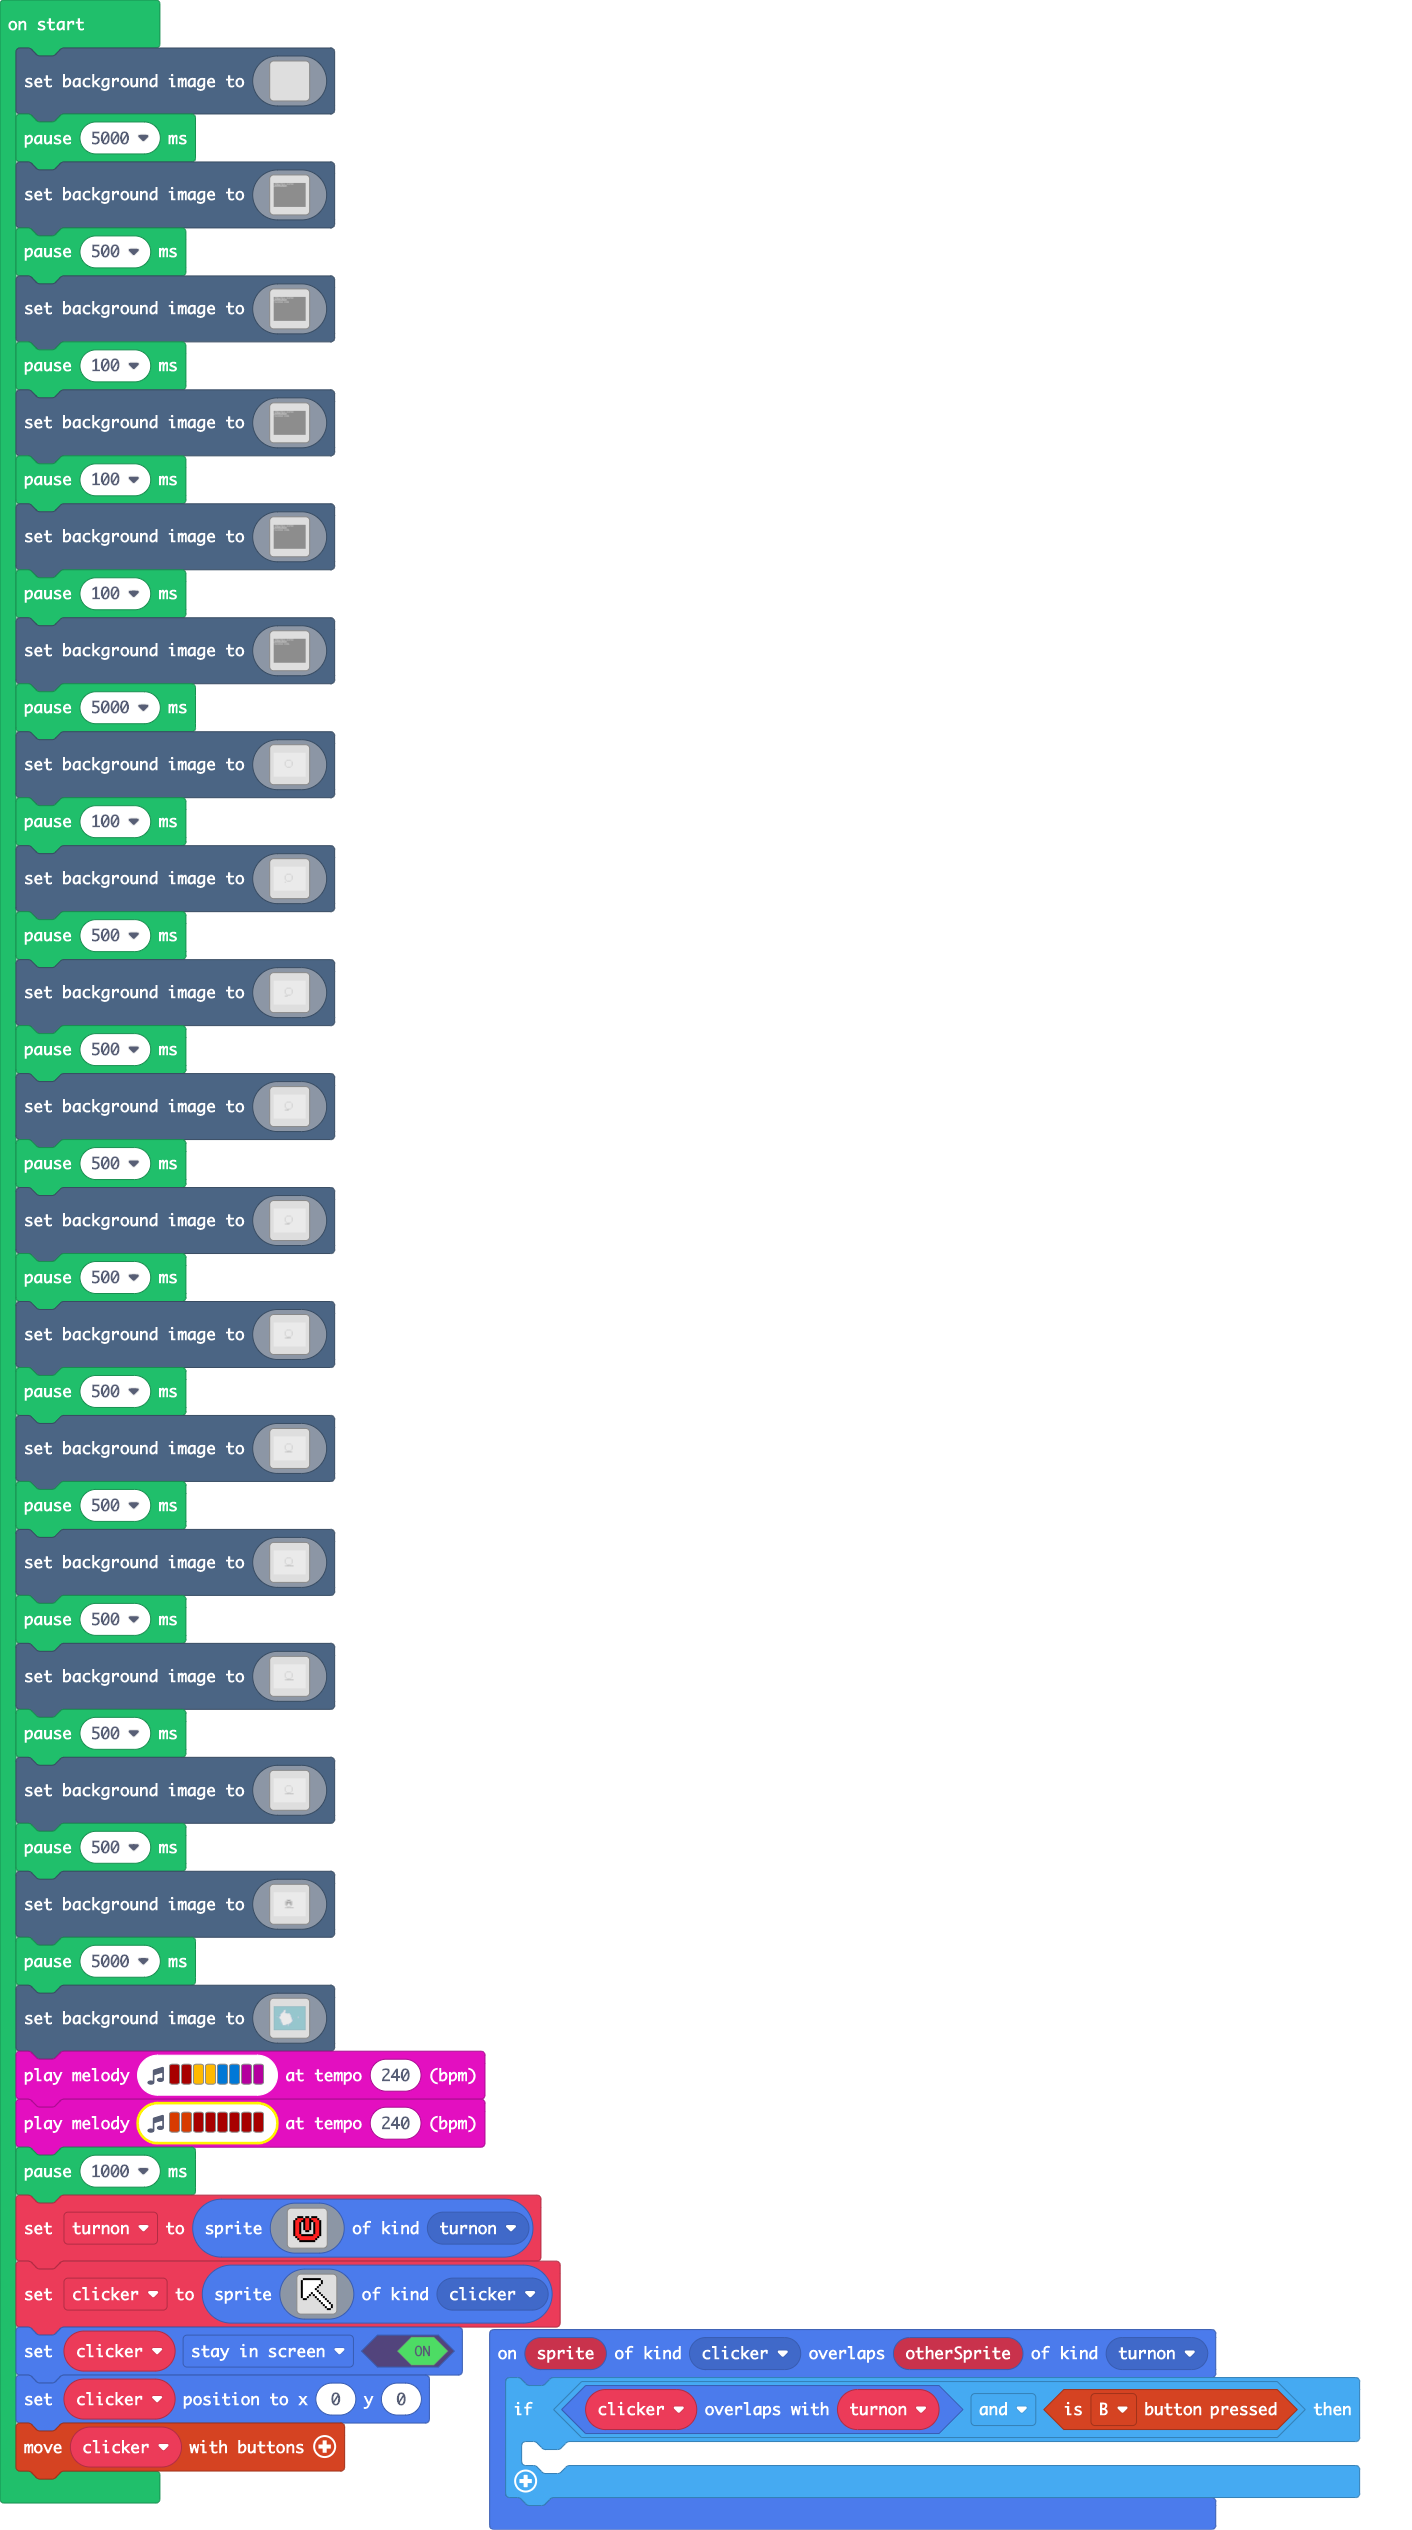 on start
set background image to
pause 5000 ms
set background image to
pause 500 ms
set background image to
pause 100 ms
set background image to
pause 100 ms
set background image to
pause 100 ms
set background image to
pause 5000 ms
set background image to
pause 100 ms
set background image to
pause 500 ms
set background image to
pause 500 ms
set background image to
pause 500 ms
set background image to
pause 500 ms
set background image to
pause 500 ms
set background image to
pause 500 ms
set background image to
pause 500 ms
set background image to
pause 500 ms
set background image to
pause 500 ms
set background image to
pause 5000 ms
set background image to
play melody at tempo 240 (bpm)
play melody at tempo 240 (bpm)
pause 1000 ms
set turnon to sprite of kind turnon
set clicker to sprite of kind clicker
set clicker stay in screen ON
set clicker position to x 0 y 0
move clicker with buttons
on sprite of kind clicker overlaps otherSprite of kind turnon
if clicker overlaps with turnon and is B button pressed then